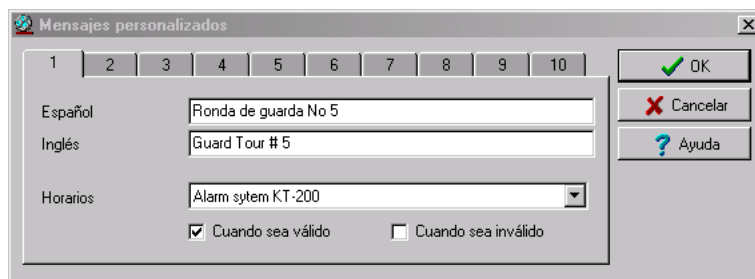 Mensajes personalizados
1 2 3 4 5 6 7 8 9 10
Español Ronda de guarda No 5
Inglés Guard Tour # 5
Horarios Alarm sytem KT-200
Cuando sea válido Cuando sea inválido
OK
Cancelar
Ayuda